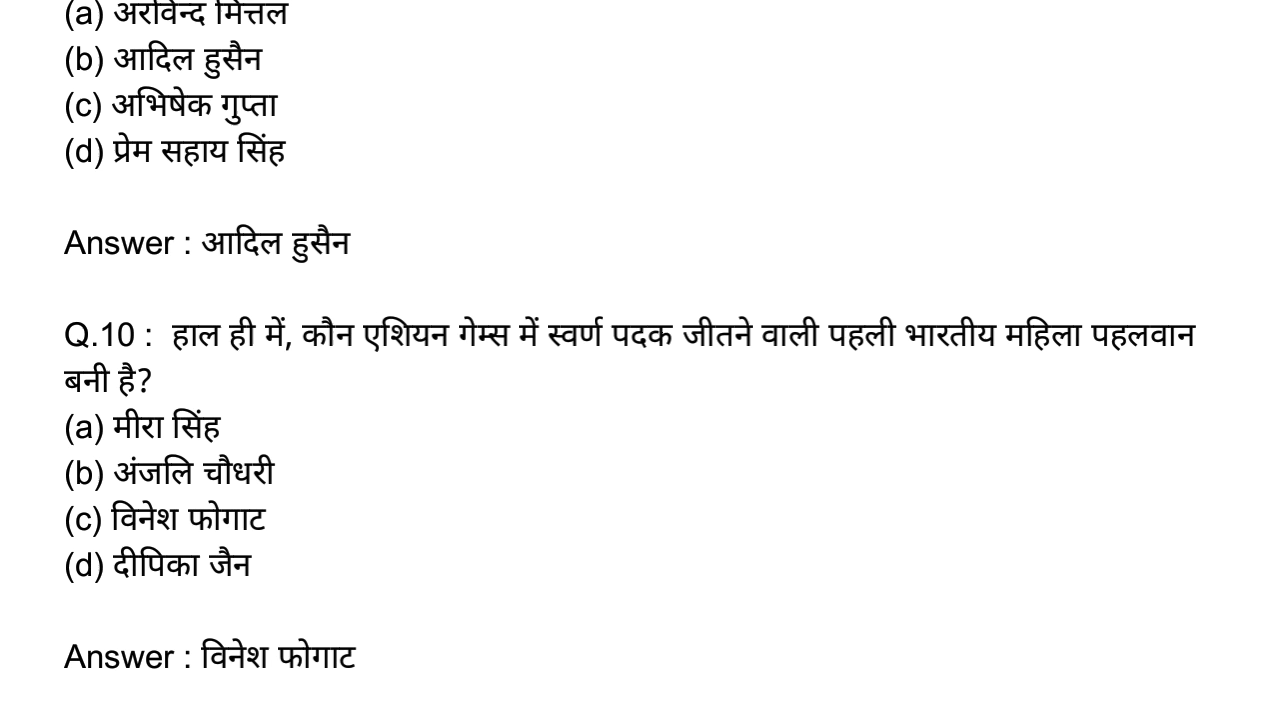 (a) अरविन्द मित्तल
(b) आदिल हुसैन
(c) अभिषेक गुप्ता
(d) प्रेम सहाय सिंह
Answer : आदिल हुसैन
Q.10 : हाल ही में, कौन एशियन गेम्स में स्वर्ण पदक जीतने वाली पहली भारतीय महिला पहलवान
बनी है?
(a) मीरा सिंह
(b) अंजलि चौधरी
(c) विनेश फोगाट
(d) दीपिका जैन
Answer : विनेश फोगाट